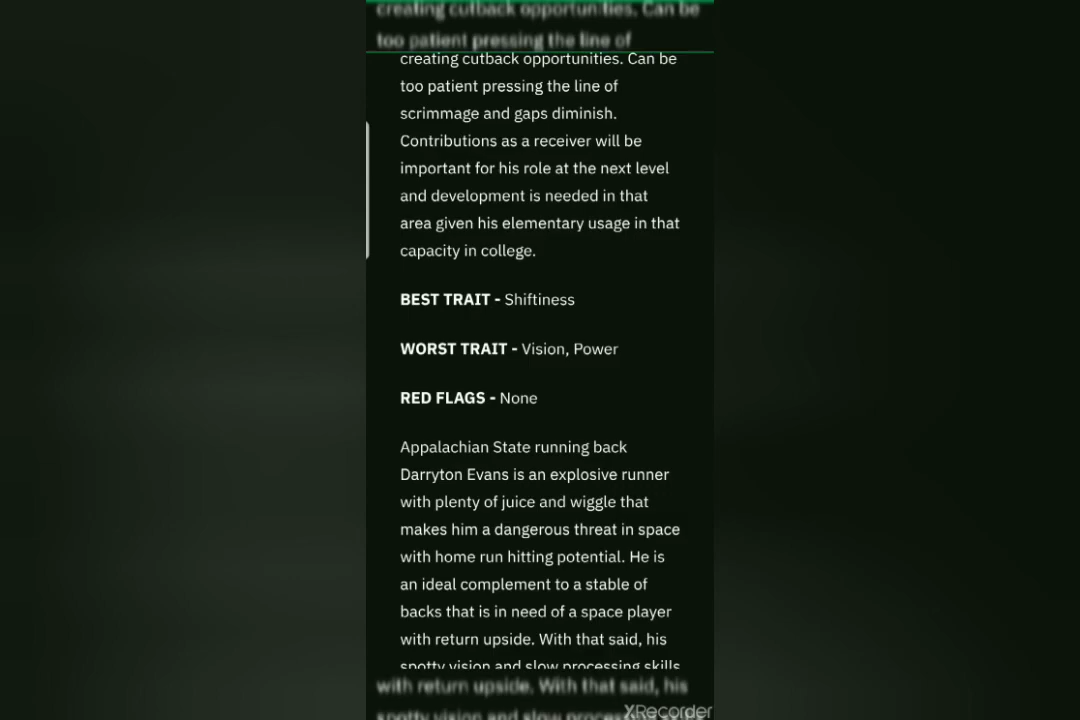 creating cutback opportunities. Can be
too patient pressing the line of
creating cutback opportunities. Can be
too patient pressing the line of
scrimmage and gaps diminish.
Contributions as a receiver will be
important for his role at the next level
and development is needed in that
area given his elementary usage in that
capacity in college.
BEST TRAIT - Shiftiness
WORST TRAIT - Vision, Power
RED FLAGS - None
Appalachian State running back
Darryton Evans is an explosive runner
with plenty of juice and wiggle that
makes him a dangerous threat in space
with home run hitting potential. He is
an ideal complement to a stable of
backs that is in need of a space player
with return upside. With that said, his
spotty vision and slow processing skills
with return upside. With that said, his
spotty vision and slow
XRecorder